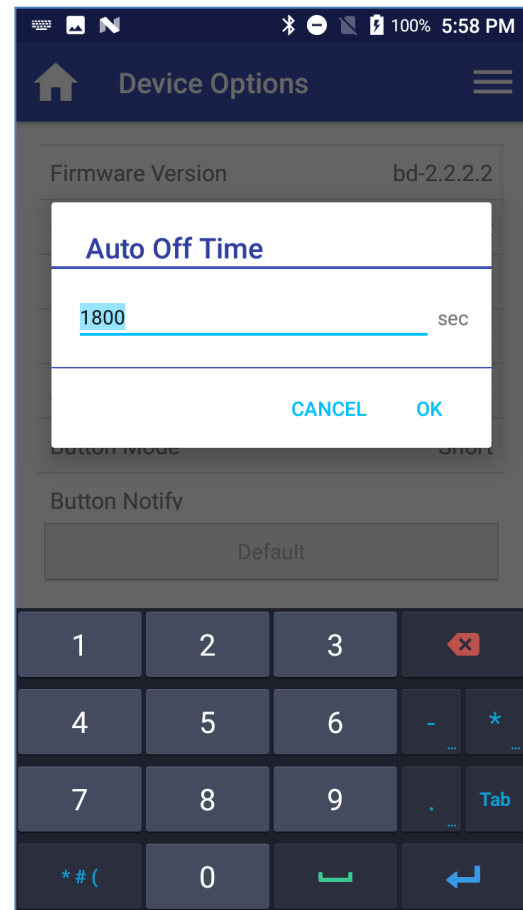 100% 5:58 PM
Device Options
Firmware Version bd-2.2.2.2
Auto Off Time
1800 sec
CANCEL OK
Button Mode Short
Button Notify
Default
1 2 3
4 5 6 - *
... ...
7 8 9 . Tab
...
*#( 0